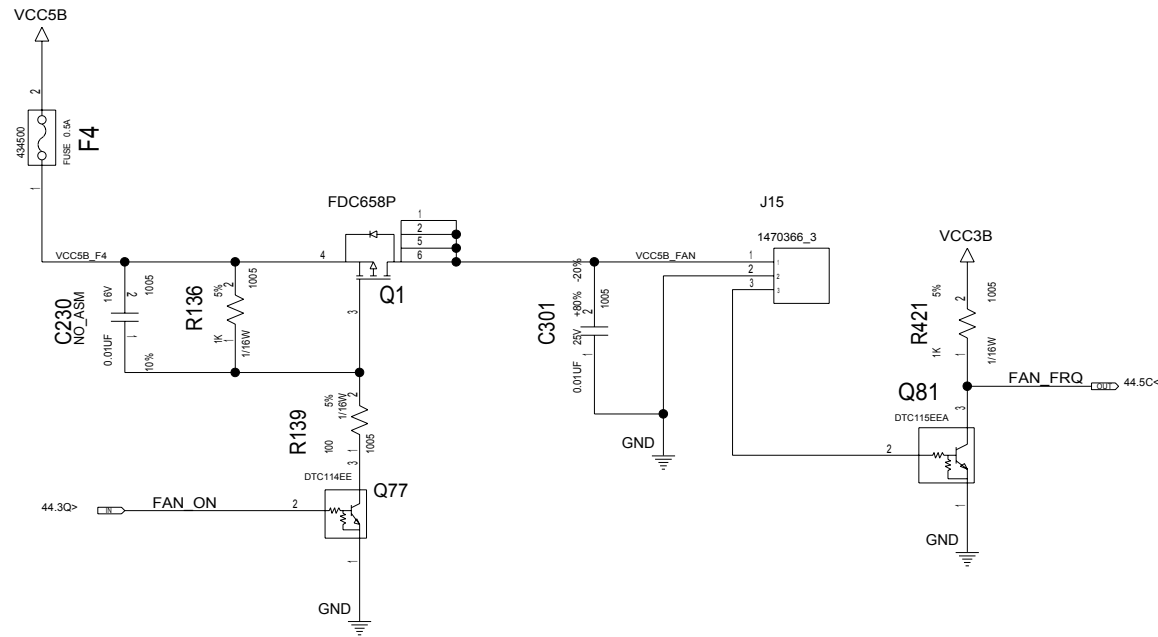 VCC5B
2
434500
FUSE 0.5A
F4
1
FDC658P
1
2
5
6
4
VCC5B_F4
Q1
3
C230
NO_ASM
16V
2
1005
0.01UF
1
10%
R136
5%
2
1005
1K
1
1/16W
R139
5%
2
1/16W
100
1
1005
3
DTC114EE
Q77
44.3Q>
IN
FAN_ON
2
1
GND
C301
-20%
+80%
2
1005
25V
0.01UF
1
VCC5B_FAN
J15
1470366_3
1
2
3
1
2
3
GND
VCC3B
R421
5%
2
1005
1K
1
1/16W
FAN_FRQ
OUT
44.5C<
Q81
3
DTC115EEA
2
1
GND